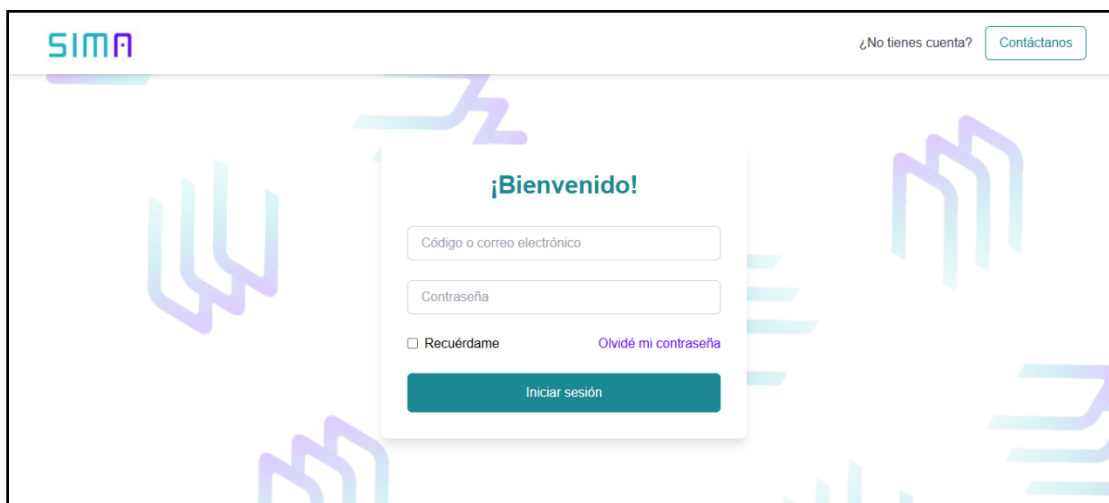 SIMA
¿No tienes cuenta? Contáctanos
¡Bienvenido!
Código o correo electrónico
Contraseña
Recuérdame Olvidé mi contraseña
Iniciar sesión